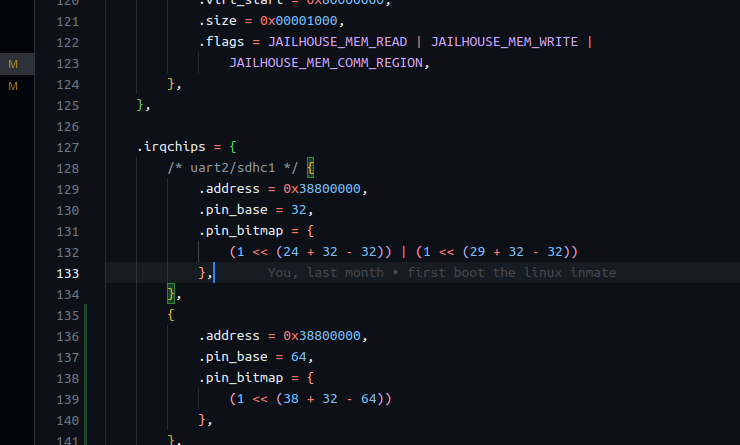 120 .virt_start = 0x80000000,
121 .size = 0x00001000,
122 .flags = JAILHOUSE_MEM_READ | JAILHOUSE_MEM_WRITE |
M 123 JAILHOUSE_MEM_COMM_REGION,
M 124 },
125 },
126
127 .irqchips = {
128 /* uart2/sdhc1 */ {
129 .address = 0x38800000,
130 .pin_base = 32,
131 .pin_bitmap = {
132 (1 << (24 + 32 - 32)) | (1 << (29 + 32 - 32))
133 }, You, last month • first boot the linux inmate
134 },
135 {
136 .address = 0x38800000,
137 .pin_base = 64,
138 .pin_bitmap = {
139 (1 << (38 + 32 - 64))
140 },
141 },